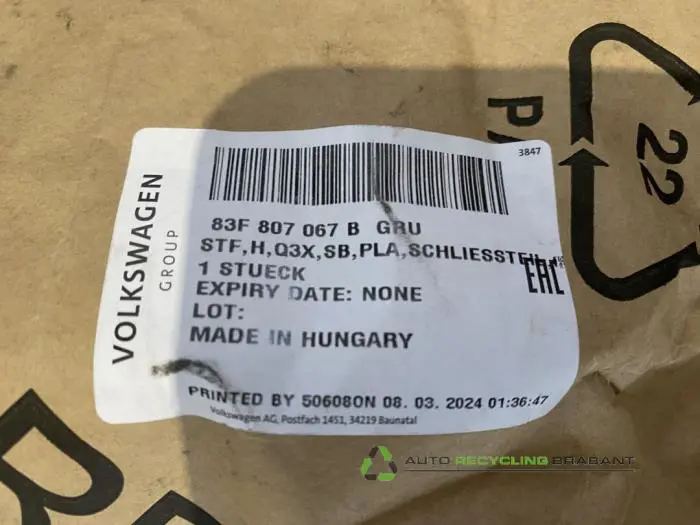 VOLKSWAGEN
GROUP
3847
83F 807 067 B GRU
STF,H,Q3X,SB,PLA,SCHLIESSTEIL
1 STUECK
EAC
EXPIRY DATE: NONE
LOT:
MADE IN HUNGARY
PRINTED BY 506080N 08. 03. 2024 01:36:47
Volkswagen AG, Postfach 1451, 34219 Baunatal
22
AUTO RECYCLING BRABANT